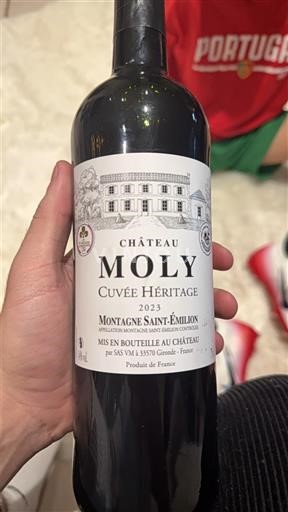 PORTUGA
CHÂTEAU
MOLY
CUVÉE HÉRITAGE
2023
MONTAGNE SAINT-ÉMILION
APPELLATION MONTAGNE SAINT-ÉMILION CONTRÔLÉE
MIS EN BOUTEILLE AU CHÂTEAU
par SAS VM à 33570 Gironde - France
Produit de France